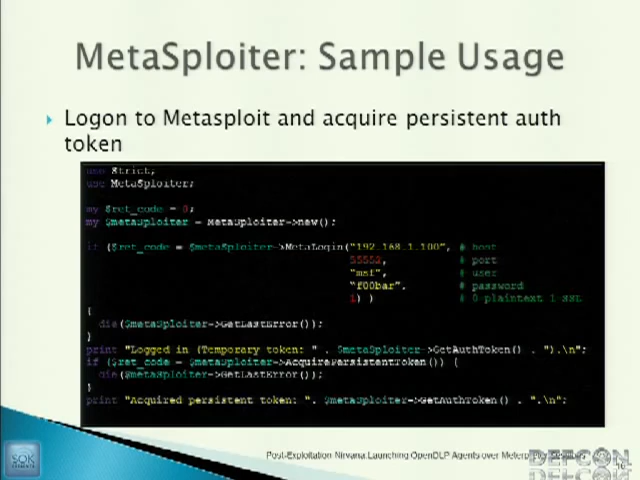 MetaSploiter: Sample Usage
Logon to Metasploit and acquire persistent auth
token
use Strict;
use MetaSploiter;
my $ret_code = 0;
my $metaSploiter = MetaSploiter->new();
if ($ret_code = $metaSploiter->MetaLogin("192.168.1.100", # host
55552, # port
"msf", # user
"f00bar", # password
1) ) # 0 plaintext 1 SSL
{
die($metaSploiter->GetLastError());
}
print "Logged in (Temporary token: " . $metaSploiter->GetAuthToken() . ").\n";
if ($ret_code = $metaSploiter->AcquirePersistentToken()) {
die($metaSploiter->GetLastError());
}
print "Acquired persistent token: ". $metaSploiter->GetAuthToken() . ".\n";
Post-Exploitation Nirvana:Launching OpenDLP Agents over
DEFCON